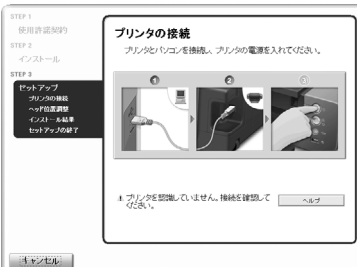 STEP 1
使用許諾契約
STEP 2
インストール
STEP 3
セットアップ
プリンタの接続
ヘッド位置調整
インストール結果
セットアップの終了
プリンタの接続
プリンタとパソコンを接続し、プリンタの電源を入れてください。
1 2 3
プリンタを認識していません。接続を確認して
ください。
ヘルプ
キャンセル